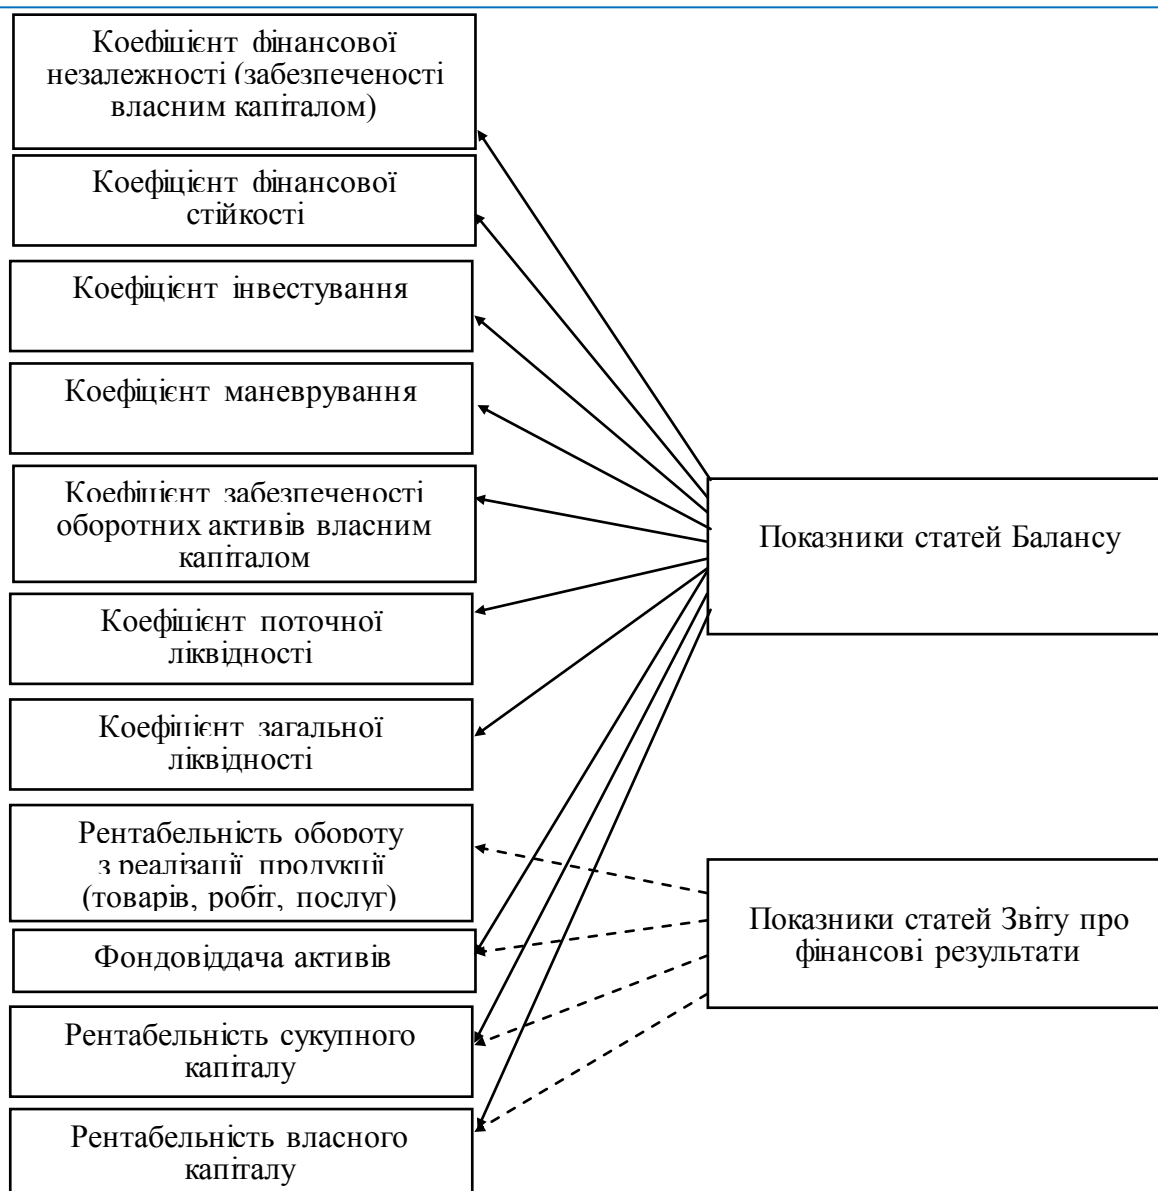 Коефіцієнт фінансової
незалежності (забезпеченості
власним капіталом)
Коефіцієнт фінансової
стійкості
Коефіцієнт інвестування
Коефіцієнт маневрування
Коефіцієнт забезпеченості
оборотних активів власним
капіталом
Показники статей Балансу
Коефіцієнт поточної
ліквідності
Коефіцієнт загальної
ліквідності
Рентабельність обороту
з реалізації продукції
(товарів, робіт, послуг)
Показники статей Звіту про
фінансові результати
Фондовіддача активів
Рентабельність сукупного
капіталу
Рентабельність власного
капіталу